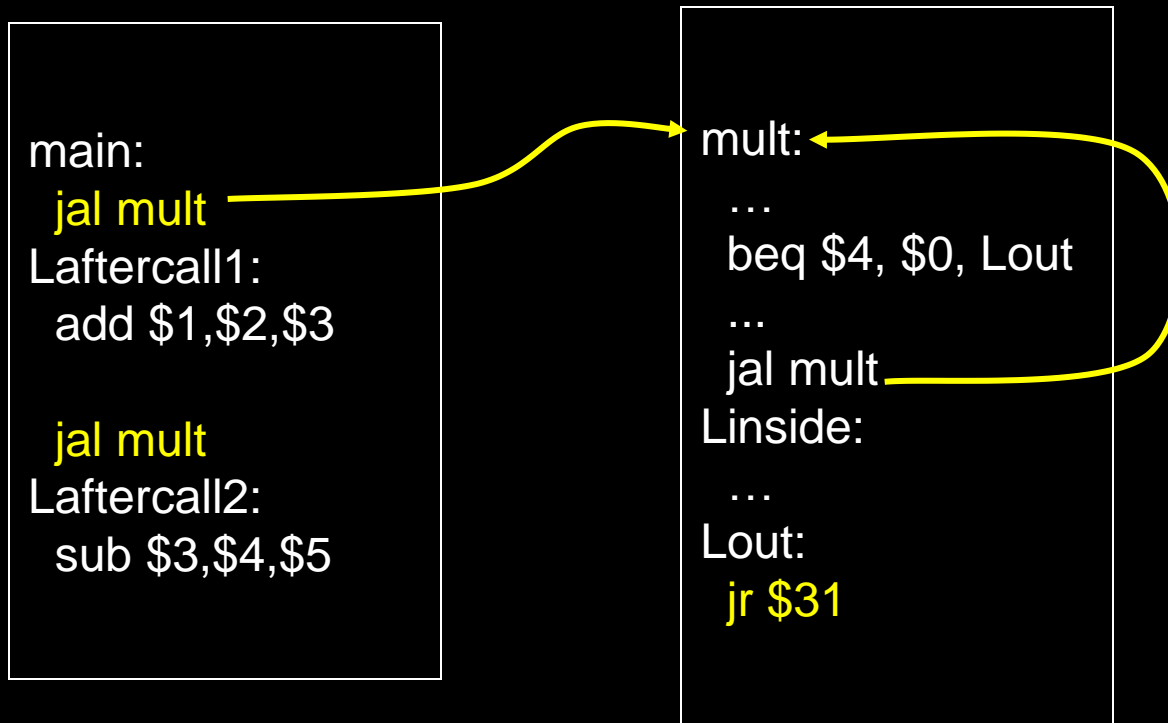 main:
jal mult
Laftercall1:
add $1,$2,$3
jal mult
Laftercall2:
sub $3,$4,$5
mult:
…
beq $4, $0, Lout
...
jal mult
Linside:
…
Lout:
jr $31